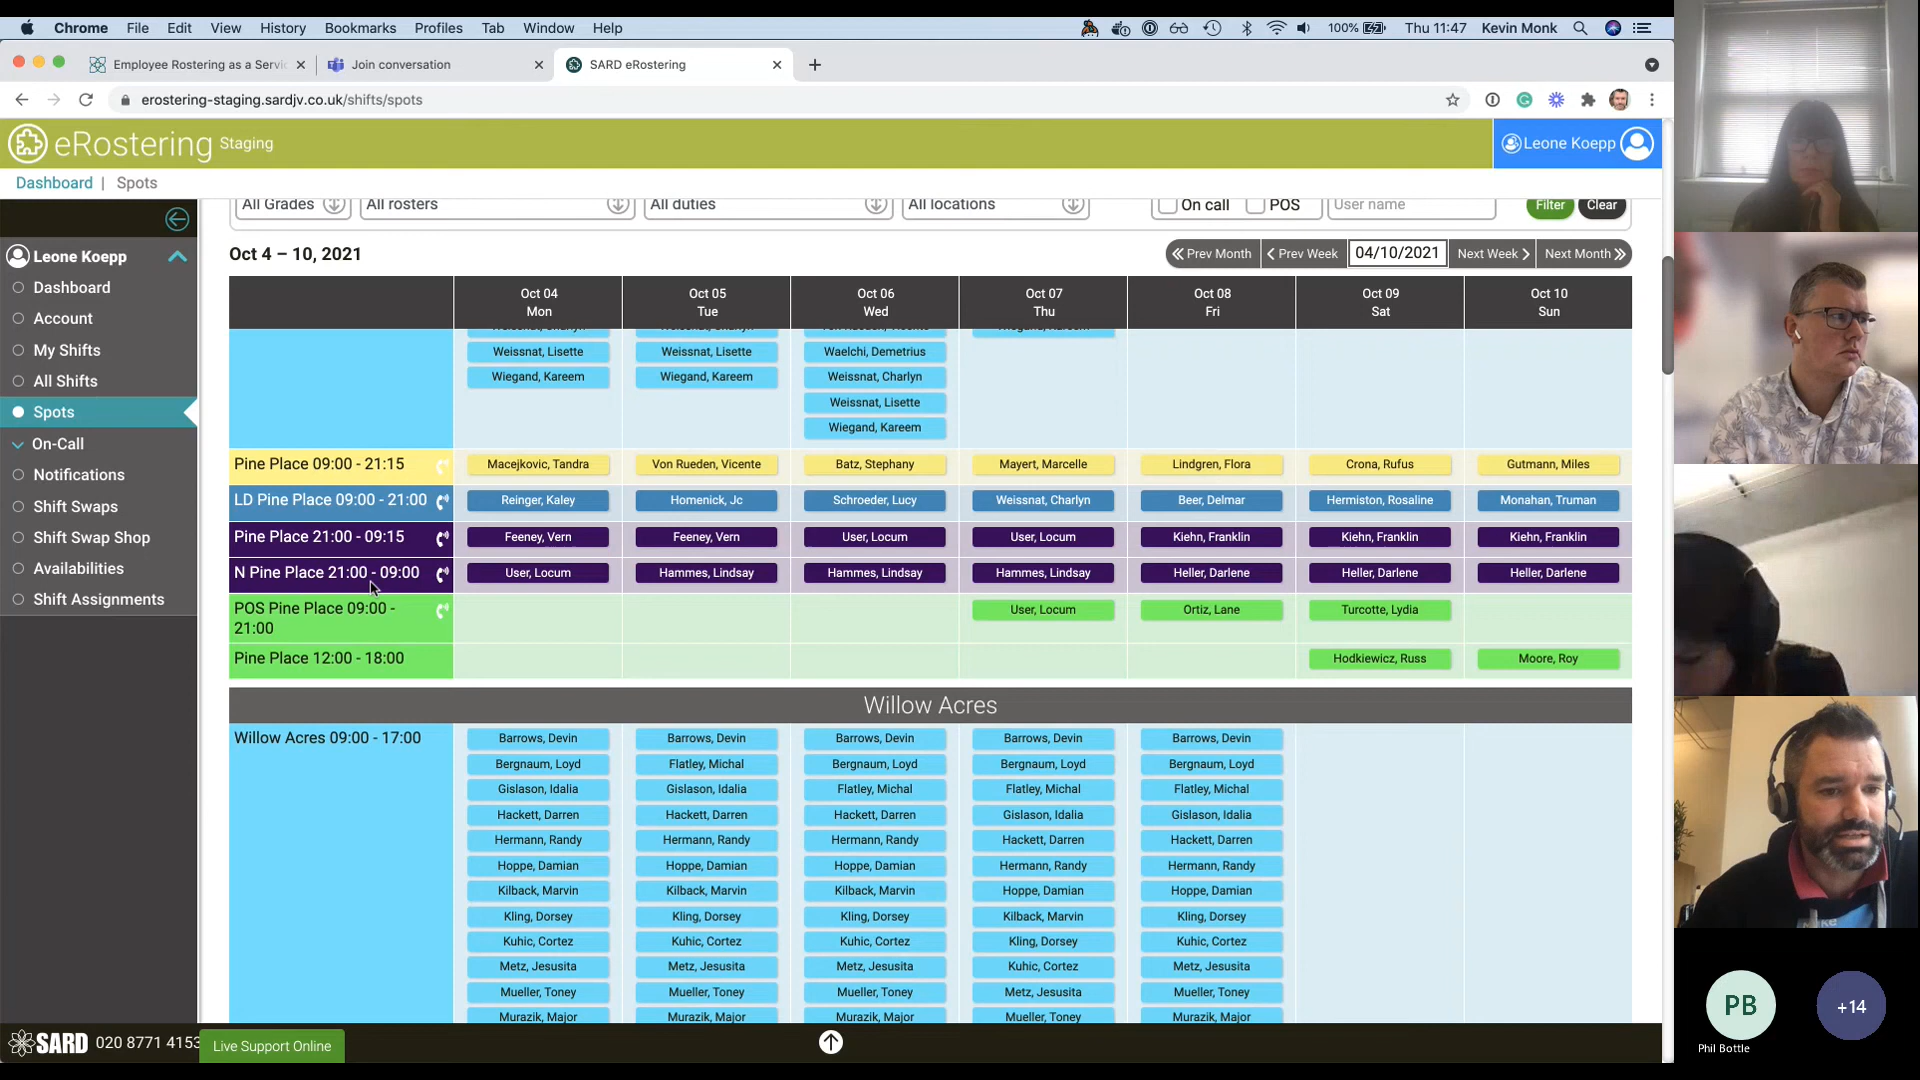 Chrome File Edit View History Bookmarks Profiles Tab Window Help 100% Thu 11:47 Kevin Monk
Employee Rostering as a Servic Join conversation SARD eRostering
erostering-staging.sardjv.co.uk/shifts/spots
eRostering Staging Leone Koepp
Dashboard | Spots
All Grades All rosters All duties All locations On call POS User name Filter Clear
Leone Koepp
Dashboard
Account
My Shifts
All Shifts
Spots
On-Call
Notifications
Shift Swaps
Shift Swap Shop
Availabilities
Shift Assignments
Oct 4 – 10, 2021 Prev Month Prev Week 04/10/2021 Next Week Next Month
Oct 04 Oct 05 Oct 06 Oct 07 Oct 08 Oct 09 Oct 10
Mon Tue Wed Thu Fri Sat Sun
Weissnat, Lisette Weissnat, Lisette Waelchi, Demetrius
Wiegand, Kareem Wiegand, Kareem Weissnat, Charlyn
Weissnat, Lisette
Wiegand, Kareem
Pine Place 09:00 - 21:15 Macejkovic, Tandra Von Rueden, Vicente Batz, Stephany Mayert, Marcelle Lindgren, Flora Crona, Rufus Gutmann, Miles
LD Pine Place 09:00 - 21:00 Reinger, Kaley Homenick, Jc Schroeder, Lucy Weissnat, Charlyn Beer, Delmar Hermiston, Rosaline Monahan, Truman
Pine Place 21:00 - 09:15 Feeney, Vern Feeney, Vern User, Locum User, Locum Kiehn, Franklin Kiehn, Franklin Kiehn, Franklin
N Pine Place 21:00 - 09:00 User, Locum Hammes, Lindsay Hammes, Lindsay Hammes, Lindsay Heller, Darlene Heller, Darlene Heller, Darlene
POS Pine Place 09:00 - User, Locum Ortiz, Lane Turcotte, Lydia
21:00
Pine Place 12:00 - 18:00 Hodkiewicz, Russ Moore, Roy
Willow Acres
Willow Acres 09:00 - 17:00 Barrows, Devin Barrows, Devin Barrows, Devin Barrows, Devin Barrows, Devin
Bergnaum, Loyd Flatley, Michal Bergnaum, Loyd Bergnaum, Loyd Bergnaum, Loyd
Gislason, Idalia Gislason, Idalia Flatley, Michal Flatley, Michal Flatley, Michal
Hackett, Darren Hackett, Darren Hackett, Darren Gislason, Idalia Gislason, Idalia
Hermann, Randy Hermann, Randy Hermann, Randy Hackett, Darren Hackett, Darren
Hoppe, Damian Hoppe, Damian Hoppe, Damian Hermann, Randy Hermann, Randy
Kilback, Marvin Kilback, Marvin Kilback, Marvin Hoppe, Damian Hoppe, Damian
Kling, Dorsey Kling, Dorsey Kling, Dorsey Kilback, Marvin Kling, Dorsey
Kuhic, Cortez Kuhic, Cortez Kuhic, Cortez Kling, Dorsey Kuhic, Cortez
Metz, Jesusita Metz, Jesusita Metz, Jesusita Kuhic, Cortez Metz, Jesusita
Mueller, Toney Mueller, Toney Mueller, Toney Metz, Jesusita Mueller, Toney
Murazik, Major Murazik, Major Murazik, Major Mueller, Toney Murazik, Major
SARD 020 8771 4153 Live Support Online
PB +14
Phil Bottle